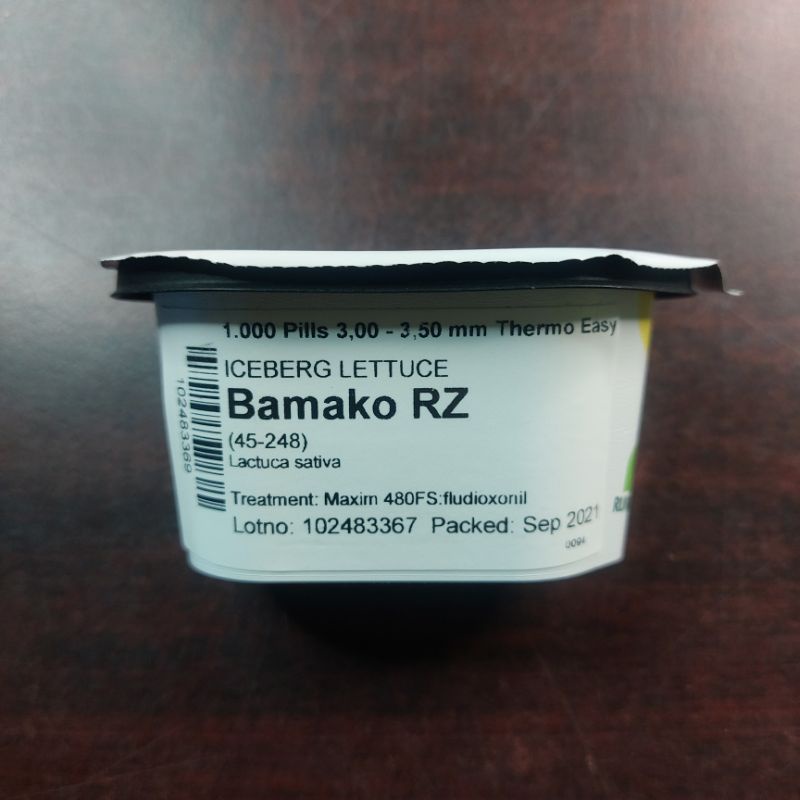 1.000 Pills 3,00 - 3,50 mm Thermo Easy
ICEBERG LETTUCE
Bamako RZ
(45-248)
Lactuca sativa
Treatment: Maxim 480FS:fludioxonil
Lotno: 102483367 Packed: Sep 2021
0094
102483369